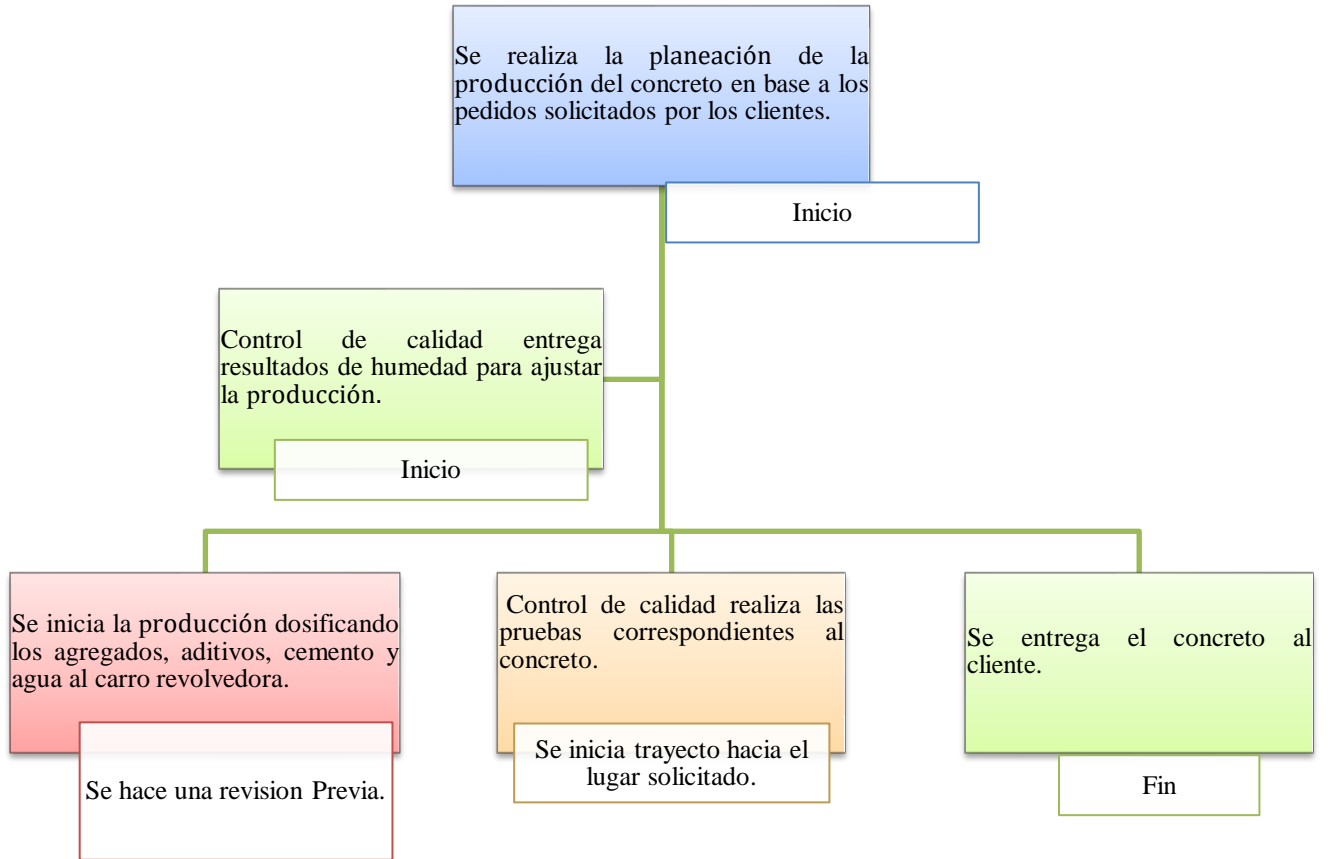 Se realiza la planeación de la
producción del concreto en base a los
pedidos solicitados por los clientes.
Inicio
Control de calidad entrega
resultados de humedad para ajustar
la producción.
Inicio
Se inicia la producción dosificando
los agregados, aditivos, cemento y
agua al carro revolvedora.
Se hace una revision Previa.
Control de calidad realiza las
pruebas correspondientes al
concreto.
Se inicia trayecto hacia el
lugar solicitado.
Se entrega el concreto al
cliente.
Fin